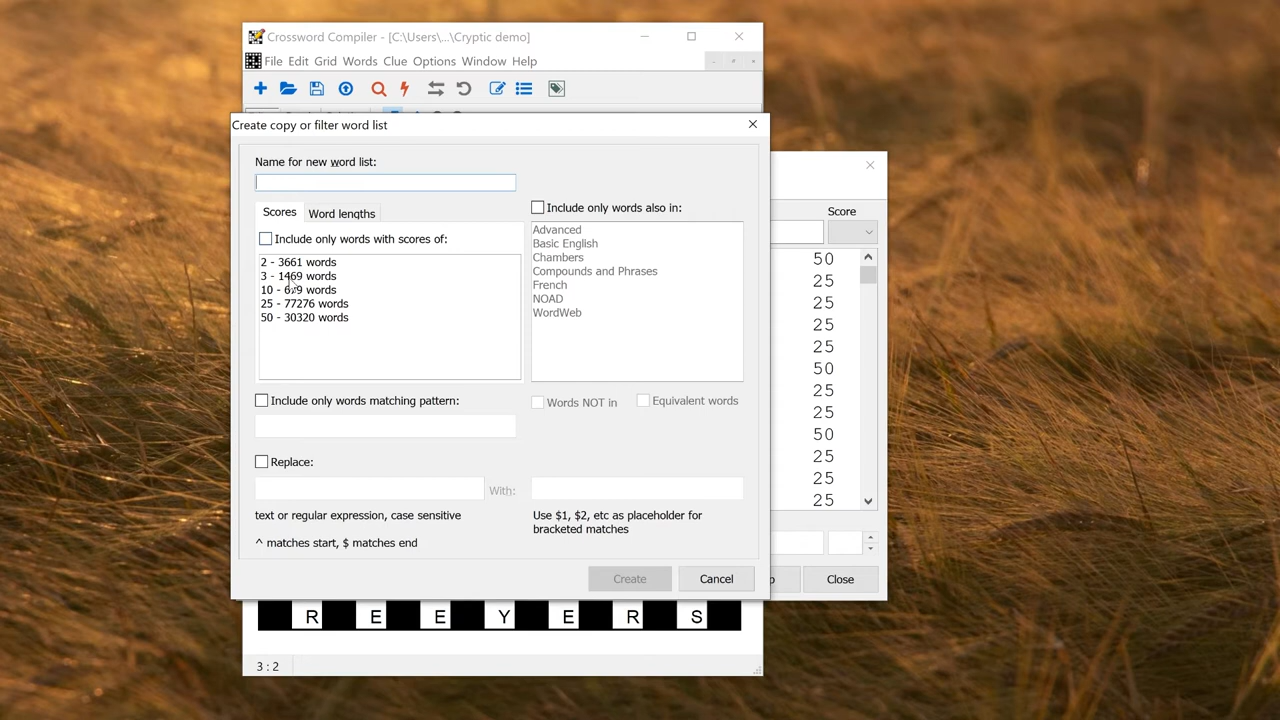 Crossword Compiler - [C:\Users\...\Cryptic demo]
File Edit Grid Words Clue Options Window Help
Create copy or filter word list
Name for new word list:
Scores
Word lengths
Include only words with scores of:
2 - 3661 words
3 - 1469 words
10 - words
25 - 77276 words
50 - 30320 words
Include only words also in:
Advanced
Basic English
Chambers
Compounds and Phrases
French
NOAD
WordWeb
Words NOT in
Equivalent words
Include only words matching pattern:
Replace:
With:
text or regular expression, case sensitive
^ matches start, $ matches end
Use $1, $2, etc as placeholder for
bracketed matches
Create
Cancel
Score
50
25
25
25
25
50
25
25
50
25
25
25
Close
R E E Y E R S
3 : 2